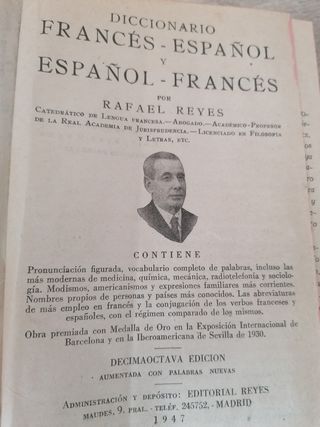 DICCIONARIO
FRANCÉS - ESPAÑOL
Y
ESPAÑOL - FRANCÉS
POR
RAFAEL REYES
CATEDRÁTICO DE LENGUA FRANCESA.—ABOGADO.—ACADÉMICO-PROFESOR
DE LA REAL ACADEMIA DE JURISPRUDENCIA.—LICENCIADO EN FILOSOFÍA
Y LETRAS, ETC.
CONTIENE
Pronunciación figurada, vocabulario completo de palabras, incluso las
más modernas de medicina, química, mecánica, radiotelefonía y sociolo-
gía. Modismos, americanismos y expresiones familiares más corrientes.
Nombres propios de personas y países más conocidos. Las abreviaturas
de más empleo en francés y la conjugación de los verbos franceses y
españoles, con el régimen comparado de los mismos.
Obra premiada con Medalla de Oro en la Exposición Internacional de
Barcelona y en la Iberoamericana de Sevilla de 1930.
DECIMAOCTAVA EDICION
AUMENTADA CON PALABRAS NUEVAS
ADMINISTRACIÓN Y DEPÓSITO: EDITORIAL REYES
MAUDES, 9. PRAL. - TELÉF. 245752. - MADRID
1947